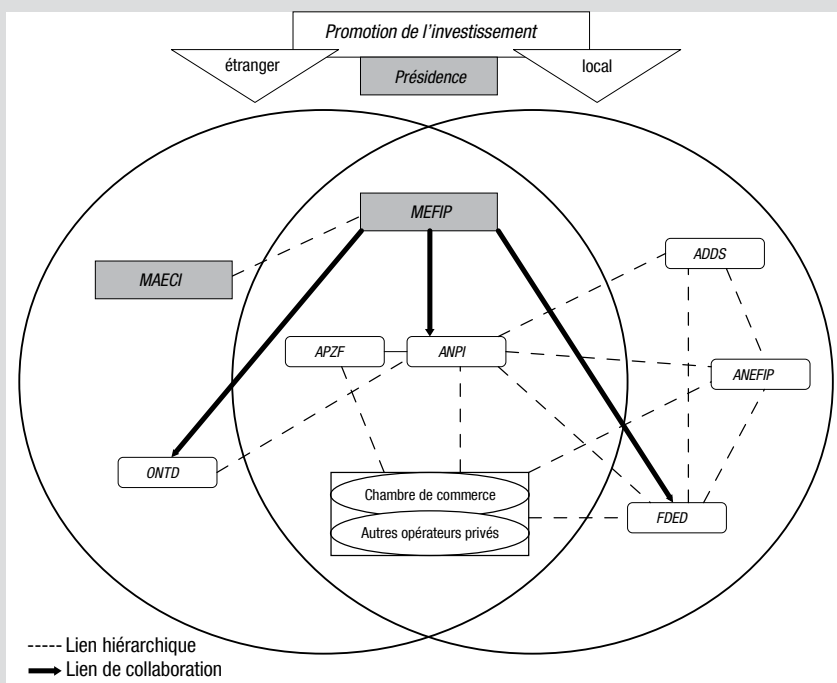 Promotion de l'investissement
étranger
local
Présidence
MEFIP
MAECI
ADDS
APZF
ANPI
ANEFIP
ONTD
Chambre de commerce
Autres opérateurs privés
FDED
Lien hiérarchique
Lien de collaboration